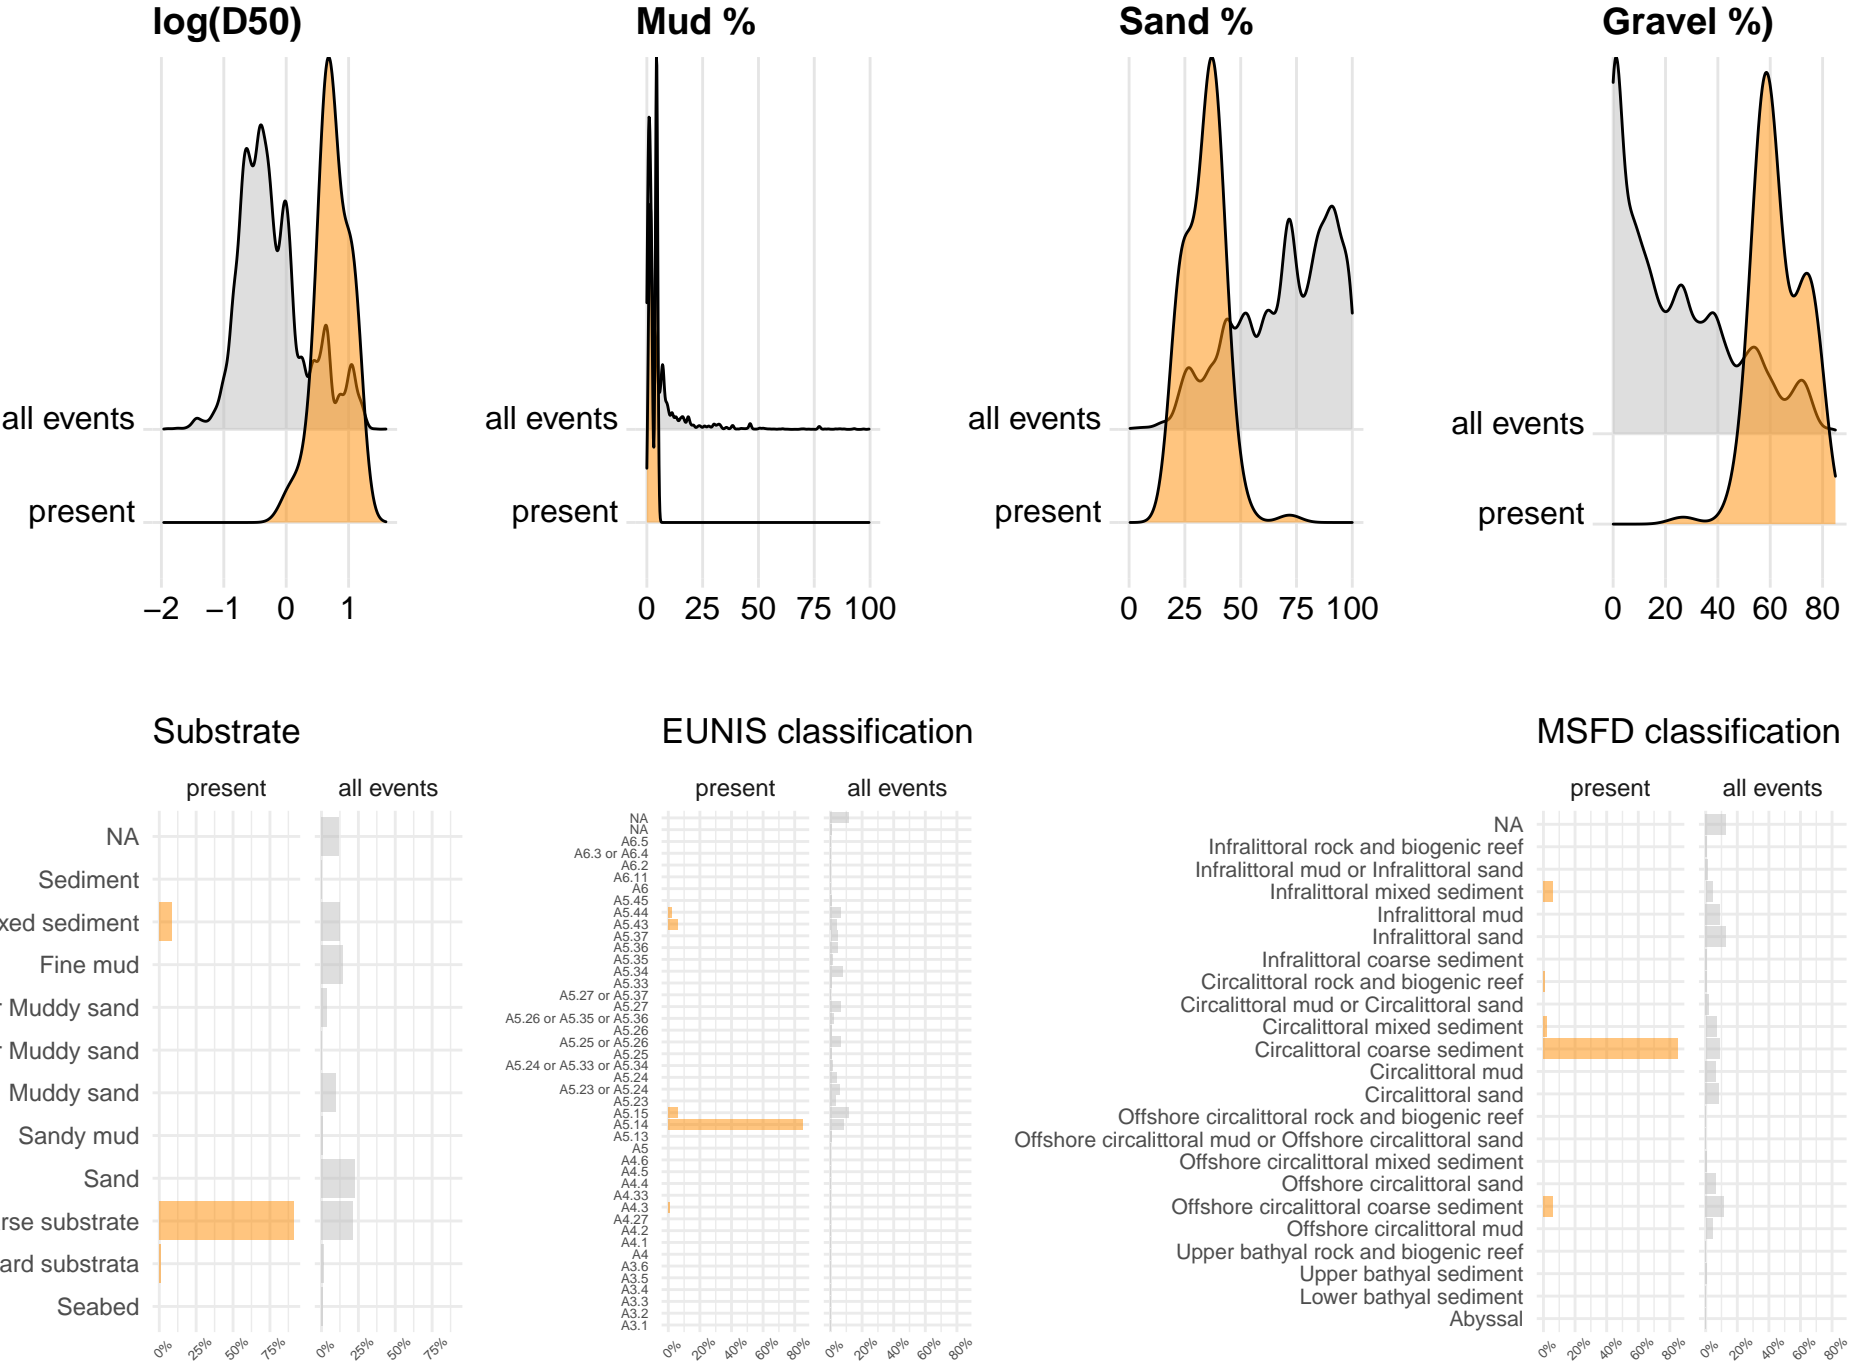 log(D50)
Mud %
Sand %
Gravel %)
all events
present
−2 −1 0 1
all events
present
0 25 50 75 100
all events
present
0 25 50 75 100
all events
present
0 20 40 60 80
Substrate
present all events
NA
Sediment
xed sediment
Fine mud
r Muddy sand
r Muddy sand
Muddy sand
Sandy mud
Sand
rse substrate
ard substrata
Seabed
0% 25% 50% 75% 0% 25% 50% 75%
EUNIS classification
present all events
NA
NA
A6.5
A6.3 or A6.4
A6.2
A6.11
A6
A5.45
A5.44
A5.43
A5.37
A5.36
A5.35
A5.34
A5.33
A5.27 or A5.37
A5.27
A5.26 or A5.35 or A5.36
A5.26
A5.25 or A5.26
A5.25
A5.24 or A5.33 or A5.34
A5.24
A5.23 or A5.24
A5.23
A5.15
A5.14
A5.13
A5
A4.6
A4.5
A4.4
A4.33
A4.3
A4.27
A4.2
A4.1
A4
A3.6
A3.5
A3.4
A3.3
A3.2
A3.1
0% 20% 40% 60% 80% 0% 20% 40% 60% 80%
MSFD classification
present all events
NA
Infralittoral rock and biogenic reef
Infralittoral mud or Infralittoral sand
Infralittoral mixed sediment
Infralittoral mud
Infralittoral sand
Infralittoral coarse sediment
Circalittoral rock and biogenic reef
Circalittoral mud or Circalittoral sand
Circalittoral mixed sediment
Circalittoral coarse sediment
Circalittoral mud
Circalittoral sand
Offshore circalittoral rock and biogenic reef
Offshore circalittoral mud or Offshore circalittoral sand
Offshore circalittoral mixed sediment
Offshore circalittoral sand
Offshore circalittoral coarse sediment
Offshore circalittoral mud
Upper bathyal rock and biogenic reef
Upper bathyal sediment
Lower bathyal sediment
Abyssal
0% 20% 40% 60% 80% 0% 20% 40% 60% 80%